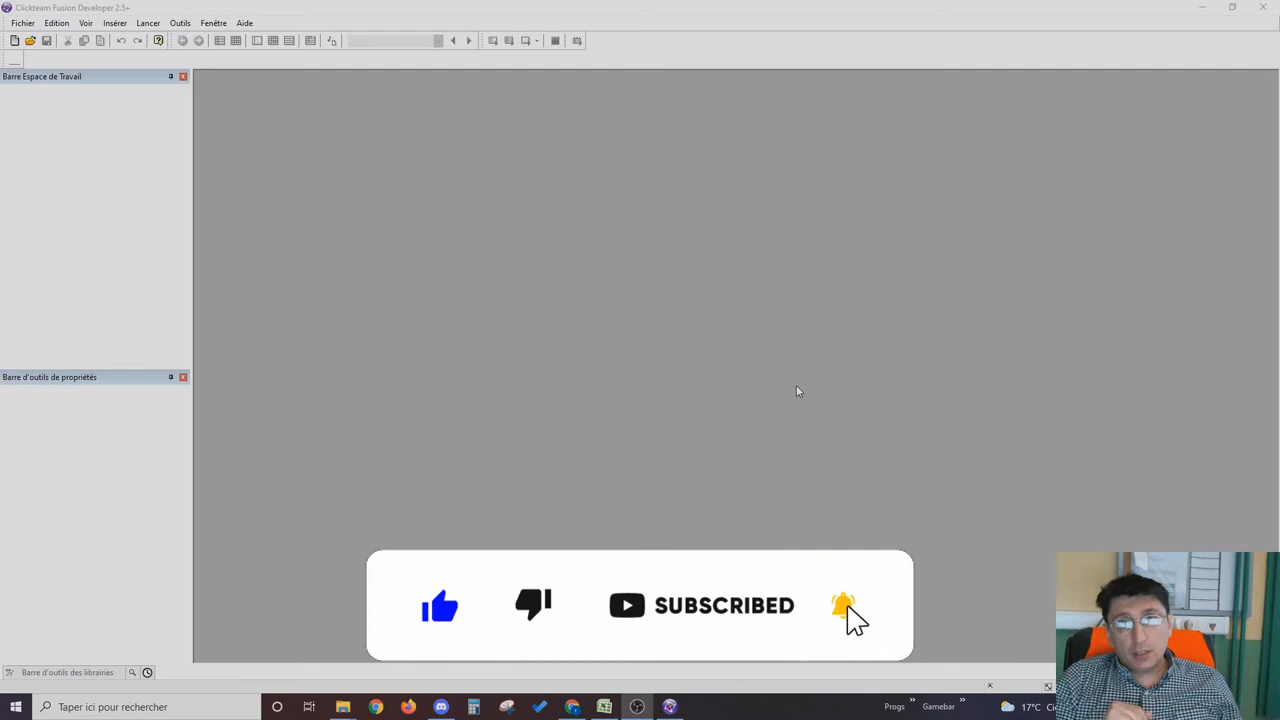 Clickteam Fusion Developer 2.5+
Fichier Edition Voir Insérer Lancer Outils Fenêtre Aide
Barre Espace de Travail
Barre d'outils de propriétés
SUBSCRIBED
Barre d'outils des librairies
Taper ici pour rechercher
Progs
Gamebar
17°C